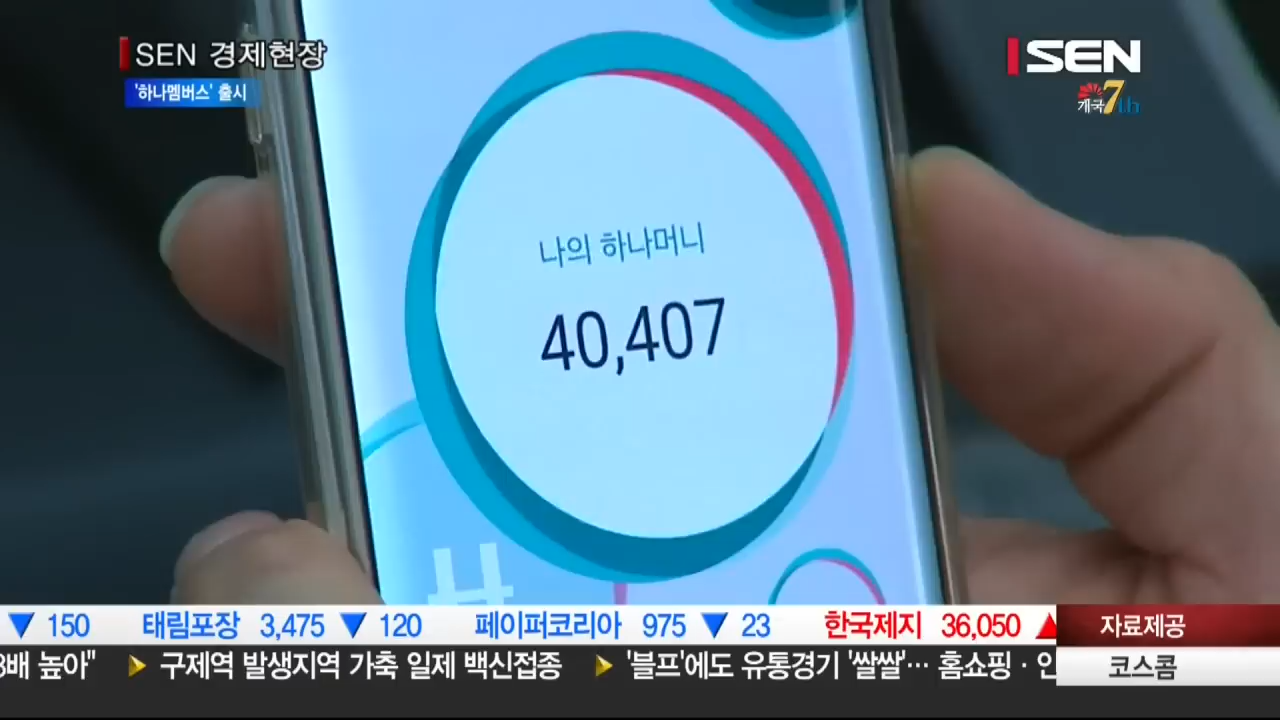 SEN 경제현장
'하나멤버스' 출시
SEN
개국 7th
나의 하나머니
40,407
#
▼ 150 태림포장 3,475 ▼ 120 페이퍼코리아 975 ▼ 23 한국제지 36,050 ▲
자료제공
배 높아" ▶ 구제역 발생지역 가축 일제 백신접종 ▶ '블프'에도 유통경기 '쌀쌀'… 홈쇼핑 · 인
코스콤